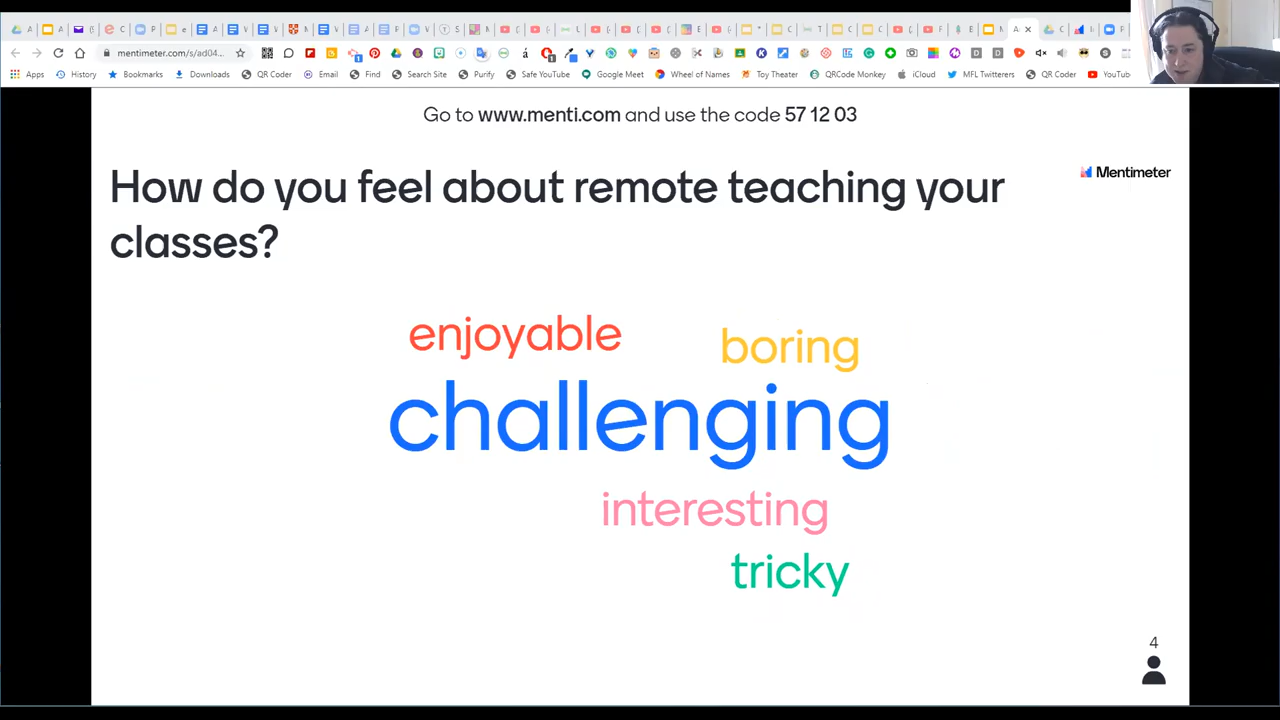 mentimeter.com/s/ad04...
Apps History Bookmarks Downloads QR Coder Email Find Search Site Purify Safe YouTube Google Meet Wheel of Names Toy Theater QRCode Monkey iCloud MFL Twitterers QR Coder YouTu
Go to www.menti.com and use the code 57 12 03
How do you feel about remote teaching your
classes?
Mentimeter
enjoyable
boring
challenging
interesting
tricky
4